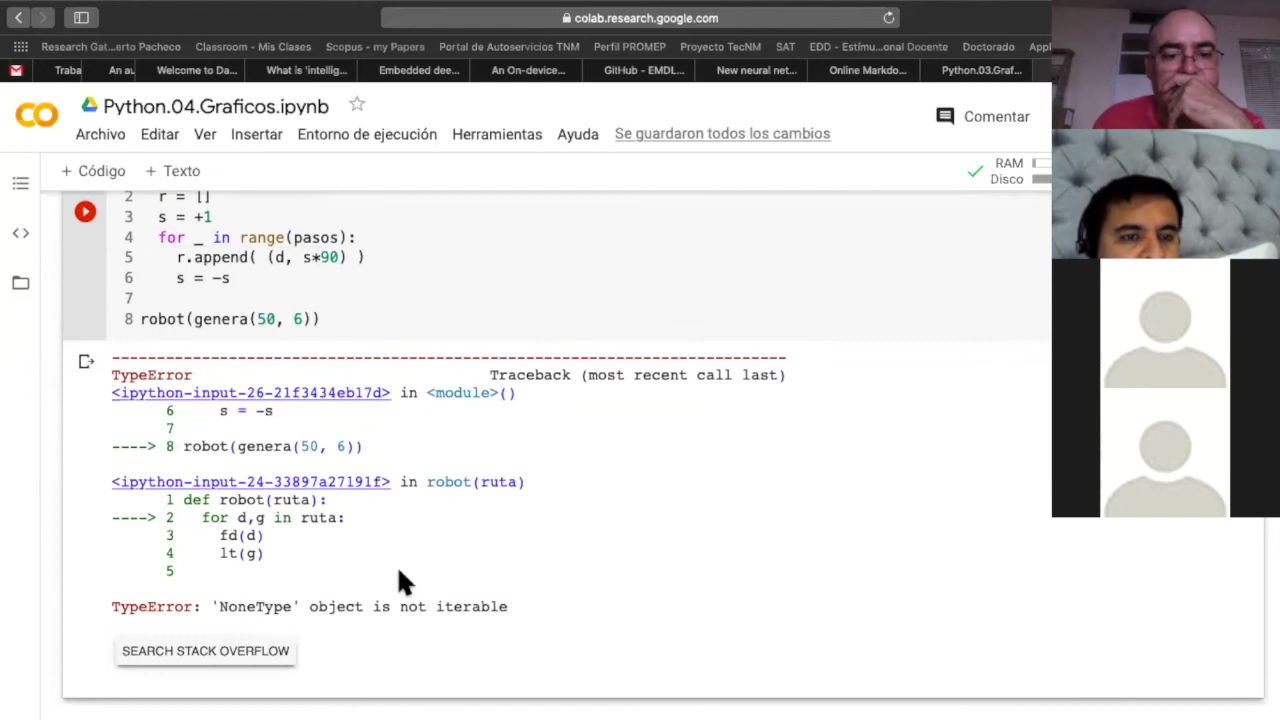 colab.research.google.com
Research Gat...erto Pacheco
Classroom - Mis Clases
Scopus - my Papers
Portal de Autoservicios TNM
Perfil PROMEP
Proyecto TecNM
SAT
EDD - Estímu...onal Docente
Doctorado
Appl
Traba
An au
Welcome to Da...
What is 'intellig...
Embedded dee...
An On-device...
GitHub - EMDL...
New neural net...
Online Markdo...
Python.03.Graf...
Python.04.Graficos.ipynb
Comentar
Archivo Editar Ver Insertar Entorno de ejecución Herramientas Ayuda Se guardaron todos los cambios
+ Código + Texto
RAM
Disco
2 r = []
3 s = +1
4 for _ in range(pasos):
5 r.append( (d, s*90) )
6 s = -s
7
8 robot(genera(50, 6))
---------------------------------------------------------------------------
TypeError Traceback (most recent call last)
<ipython-input-26-21f3434eb17d> in <module>()
6 s = -s
7
----> 8 robot(genera(50, 6))
<ipython-input-24-33897a27191f> in robot(ruta)
1 def robot(ruta):
----> 2 for d,g in ruta:
3 fd(d)
4 lt(g)
5
TypeError: 'NoneType' object is not iterable
SEARCH STACK OVERFLOW